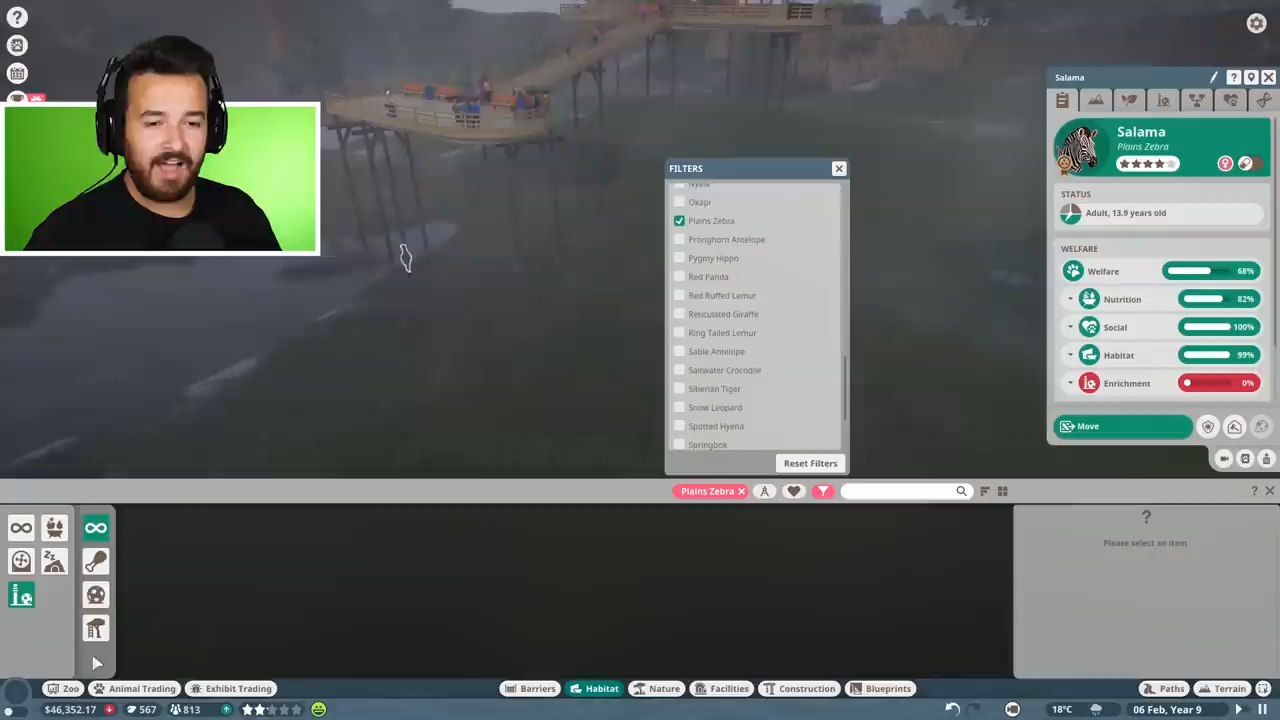 Salama
Salama
Plains Zebra
STATUS
Adult, 13.9 years old
WELFARE
Welfare 68%
Nutrition 82%
Social 100%
Habitat 99%
Enrichment 0%
Move
FILTERS
Nyala
Okapi
Plains Zebra
Pronghorn Antelope
Pygmy Hippo
Red Panda
Red Ruffed Lemur
Reticulated Giraffe
Ring Tailed Lemur
Sable Antelope
Saltwater Crocodile
Siberian Tiger
Snow Leopard
Spotted Hyena
Springbok
Reset Filters
Plains Zebra
Please select an item
Zoo Animal Trading Exhibit Trading Barriers Habitat Nature Facilities Construction Blueprints Paths Terrain
$46,352.17 567 813 18°C 06 Feb, Year 9